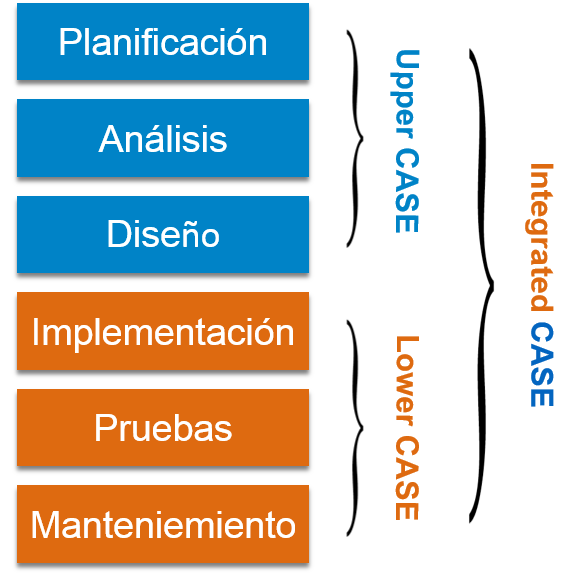 Planificación
Análisis
Diseño
Implementación
Pruebas
Manteniemiento
Upper CASE
Lower CASE
Integrated CASE